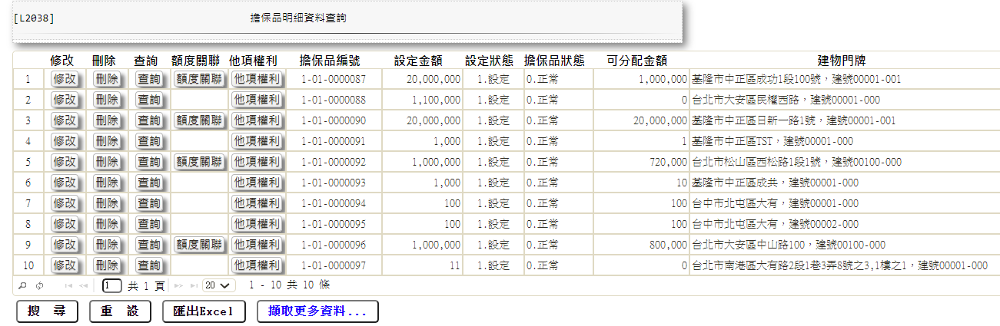 [L2038] 擔保品明細資料查詢
修改 刪除 查詢 額度關聯 他項權利 擔保品編號 設定金額 設定狀態 擔保品狀態 可分配金額 建物門牌
1 修改 刪除 查詢 額度關聯 他項權利 1-01-0000087 20,000,000 1.設定 0.正常 1,000,000 基隆市中正區成功1段100號，建號00001-001
2 修改 刪除 查詢 他項權利 1-01-0000088 1,100,000 1.設定 0.正常 0 台北市大安區民權西路，建號00001-000
3 修改 刪除 查詢 額度關聯 他項權利 1-01-0000090 20,000,000 1.設定 0.正常 20,000,000 基隆市中正區日新一路1號，建號00001-001
4 修改 刪除 查詢 他項權利 1-01-0000091 1,000 1.設定 0.正常 1 基隆市中正區TST，建號00001-000
5 修改 刪除 查詢 額度關聯 他項權利 1-01-0000092 1,000,000 1.設定 0.正常 720,000 台北市松山區西松路1段1號，建號00100-000
6 修改 刪除 查詢 他項權利 1-01-0000093 1,000 1.設定 0.正常 10 基隆市中正區成共，建號00001-000
7 修改 刪除 查詢 他項權利 1-01-0000094 100 1.設定 0.正常 100 台中市北屯區大有，建號00001-000
8 修改 刪除 查詢 他項權利 1-01-0000095 100 1.設定 0.正常 100 台中市北屯區大有，建號00002-000
9 修改 刪除 查詢 額度關聯 他項權利 1-01-0000096 1,000,000 1.設定 0.正常 800,000 台北市大安區中山路100，建號00100-000
10 修改 刪除 查詢 他項權利 1-01-0000097 11 1.設定 0.正常 0 台北市南港區大有路2段1巷3弄8號之3,1樓之1，建號00001-000
1 共 1 頁 20 1 - 10 共 10 條
搜 尋 重 設 匯出Excel 擷取更多資料...